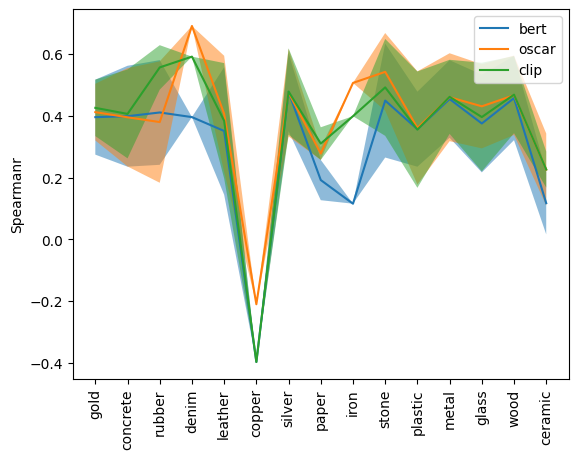 bert
oscar
clip
Spearmanr
0.6
0.4
0.2
0.0
−0.2
−0.4
gold
concrete
rubber
denim
leather
copper
silver
paper
iron
stone
plastic
metal
glass
wood
ceramic